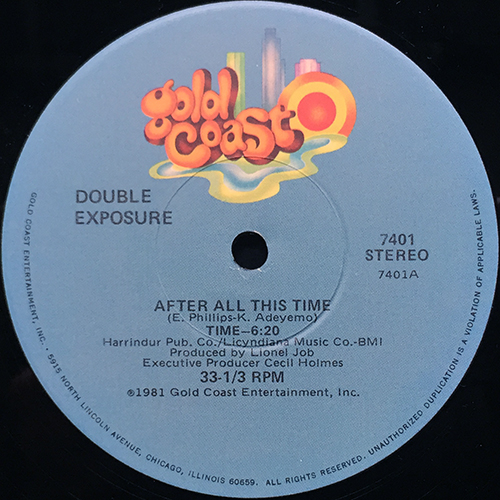 gold
coast
DOUBLE
EXPOSURE
7401
STEREO
7401A
AFTER ALL THIS TIME
(E. Phillips-K. Adeyemo)
TIME—6:20
Harrindur Pub. Co./Licyndiana Music Co.-BMI
Produced by Lionel Job
Executive Producer Cecil Holmes
33-1/3 RPM
℗1981 Gold Coast Entertainment, Inc.
GOLD COAST ENTERTAINMENT, INC. • 5915 NORTH LINCOLN AVENUE, CHICAGO, ILLINOIS 60659. ALL RIGHTS RESERVED. UNAUTHORIZED DUPLICATION IS A VIOLATION OF APPLICABLE LAWS.